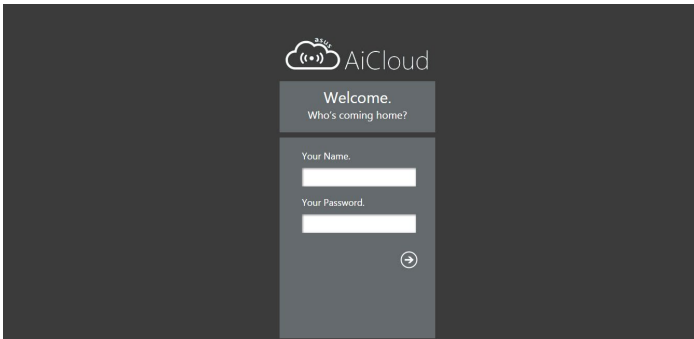 asus
AiCloud
Welcome.
Who's coming home?
Your Name.
Your Password.